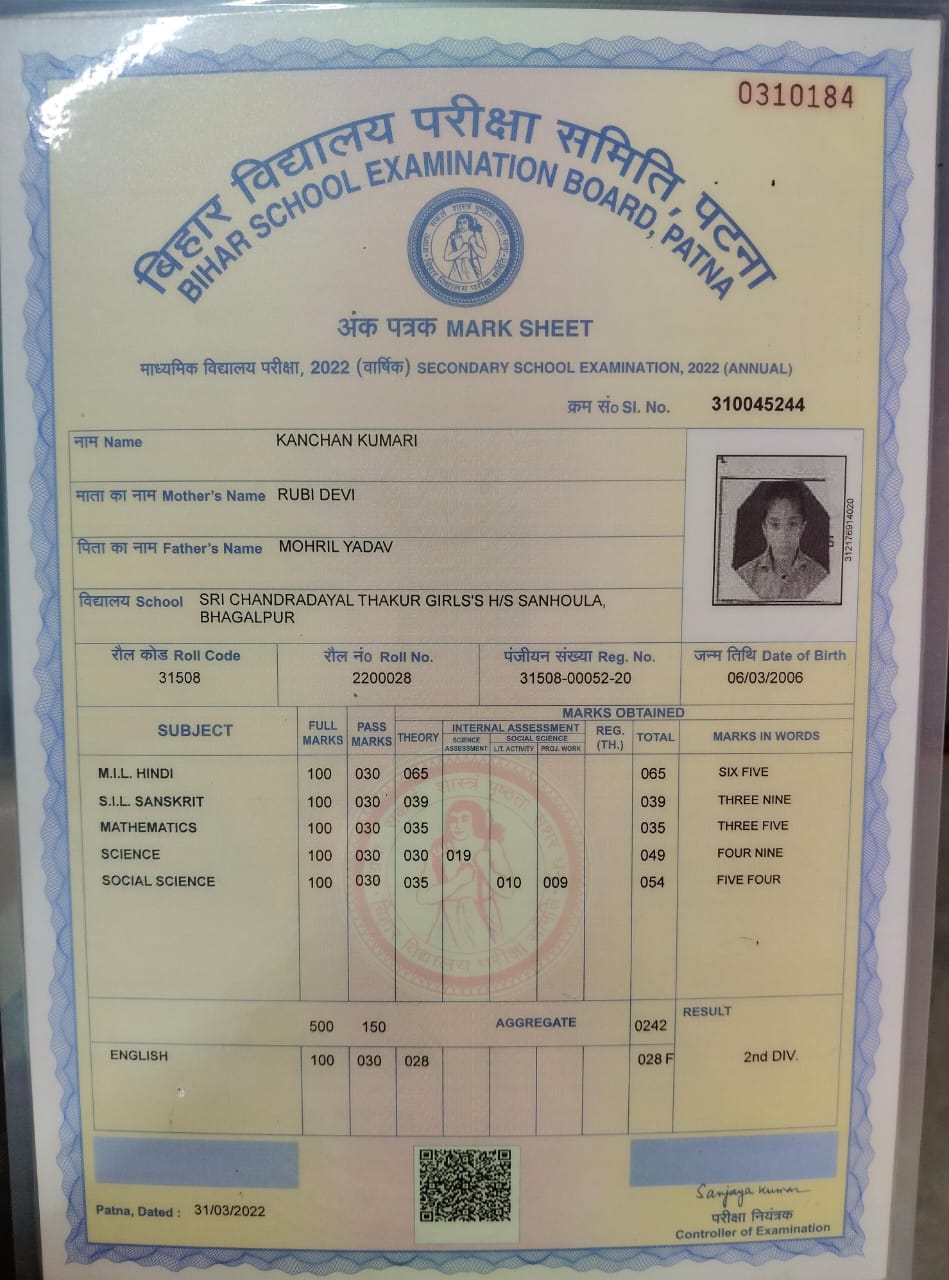 0310184
बिहार विद्यालय परीक्षा समिति, पटना
BIHAR SCHOOL EXAMINATION BOARD, PATNA
अंक पत्रक MARK SHEET
माध्यमिक विद्यालय परीक्षा, 2022 (वार्षिक) SECONDARY SCHOOL EXAMINATION, 2022 (ANNUAL)
क्रम सं० Sl. No. 310045244
नाम Name KANCHAN KUMARI
माता का नाम Mother's Name RUBI DEVI
पिता का नाम Father's Name MOHRIL YADAV
विद्यालय School SRI CHANDRADAYAL THAKUR GIRLS'S H/S SANHOULA,
BHAGALPUR
312176914020
रौल कोड Roll Code रौल नं० Roll No. पंजीयन संख्या Reg. No. जन्म तिथि Date of Birth
31508 2200028 31508-00052-20 06/03/2006
MARKS OBTAINED
SUBJECT FULL MARKS PASS MARKS THEORY INTERNAL ASSESSMENT REG. (TH.) TOTAL MARKS IN WORDS
SCIENCE ASSESSMENT SOCIAL SCIENCE
LIT. ACTIVITY PROJ. WORK
M.I.L. HINDI 100 030 065 065 SIX FIVE
S.I.L. SANSKRIT 100 030 039 039 THREE NINE
MATHEMATICS 100 030 035 035 THREE FIVE
SCIENCE 100 030 030 019 049 FOUR NINE
SOCIAL SCIENCE 100 030 035 010 009 054 FIVE FOUR
500 150 AGGREGATE 0242 RESULT
ENGLISH 100 030 028 028 F 2nd DIV.
Patna, Dated : 31/03/2022
Sanjaya Kumar
परीक्षा नियंत्रक
Controller of Examination